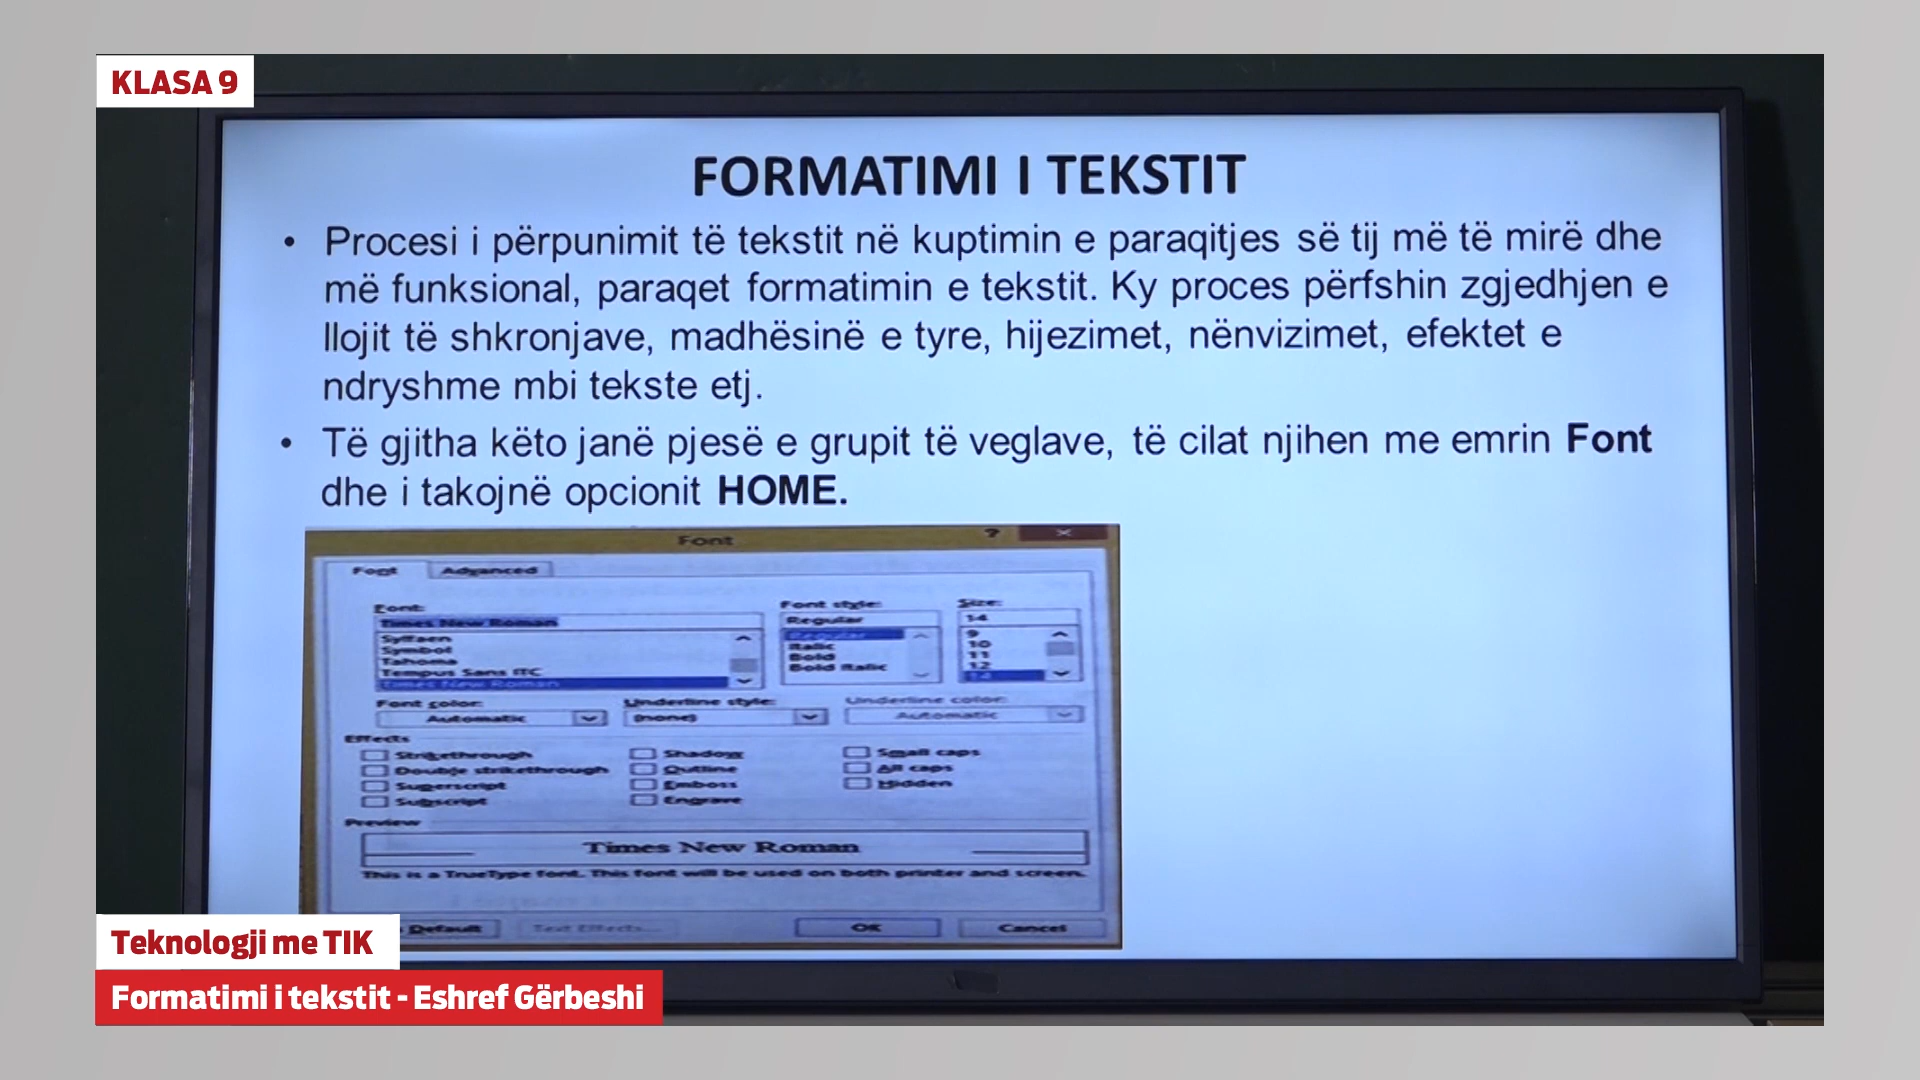 KLASA 9
FORMATIMI I TEKSTIT
• Procesi i përpunimit të tekstit në kuptimin e paraqitjes së tij më të mirë dhe
më funksional, paraqet formatimin e tekstit. Ky proces përfshin zgjedhjen e
llojit të shkronjave, madhësinë e tyre, hijezimet, nënvizimet, efektet e
ndryshme mbi tekste etj.
• Të gjitha këto janë pjesë e grupit të veglave, të cilat njihen me emrin Font
dhe i takojnë opcionit HOME.
Font ?
Font Advanced
Font: Font style: Size:
Times New Roman Regular 14
Sylfaen Regular 9
Symbol Italic 10
Tahoma Bold 11
Tempus Sans ITC Bold Italic 12
Times New Roman 14
Font color: Underline style: Underline color:
Automatic (none) Automatic
Effects
Strikethrough Shadow Small caps
Double strikethrough Outline All caps
Superscript Emboss Hidden
Subscript Engrave
Preview
Times New Roman
This is a TrueType font. This font will be used on both printer and screen.
Default Text Effects... OK Cancel
Teknologji me TIK
Formatimi i tekstit - Eshref Gërbeshi